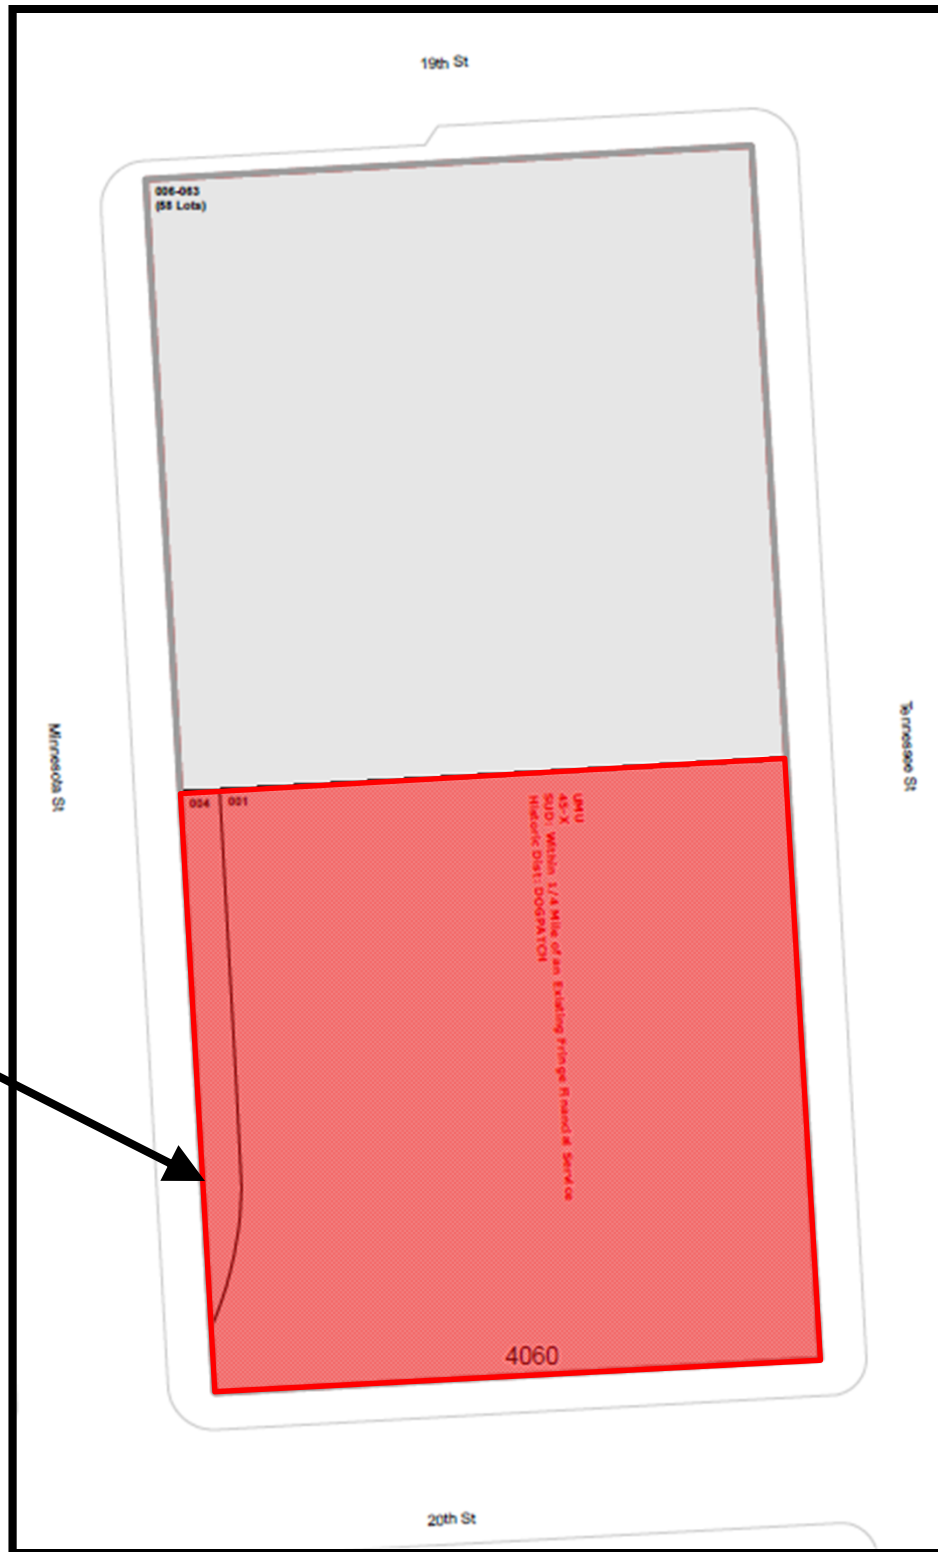 19th St
006-063
(58 Lots)
Minnesota St
Tennessee St
004
001
UMU
45-X
SUD: Within 1/4 Mile of an Existing Fringe Financial Service
Historic Dist: DOGPATCH
4060
20th St